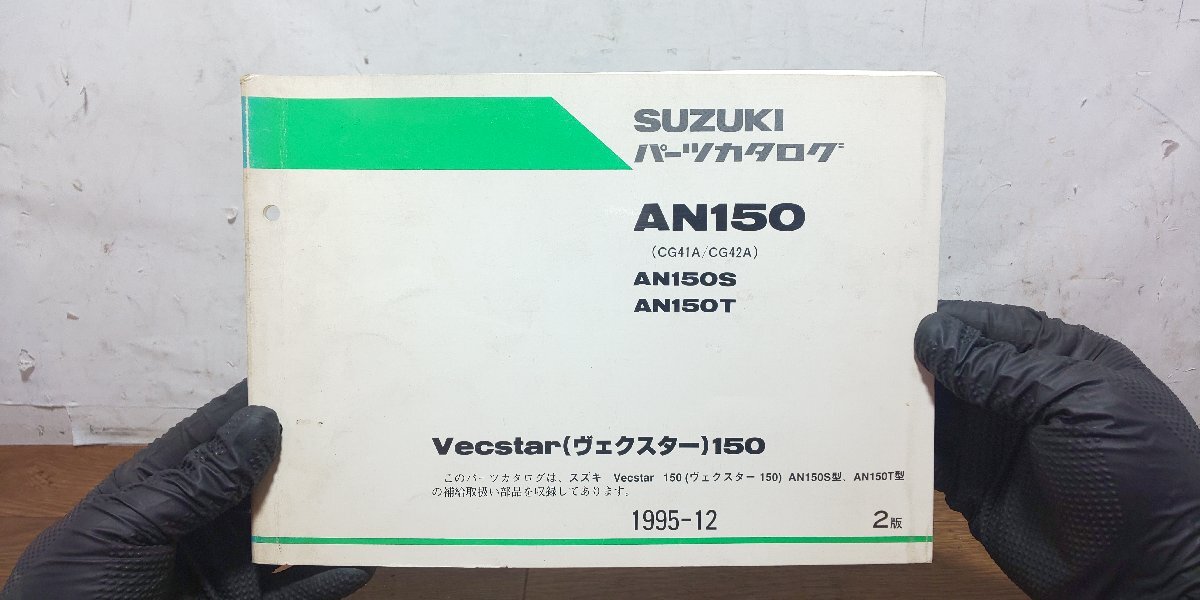 SUZUKI
パーツカタログ
AN150
(CG41A/CG42A)
AN150S
AN150T
Vecstar(ヴェクスター)150
このパーツカタログは、スズキ Vecstar 150(ヴェクスター 150) AN150S型、AN150T型
の補給取扱い部品を収録してあります。
1995-12
2版